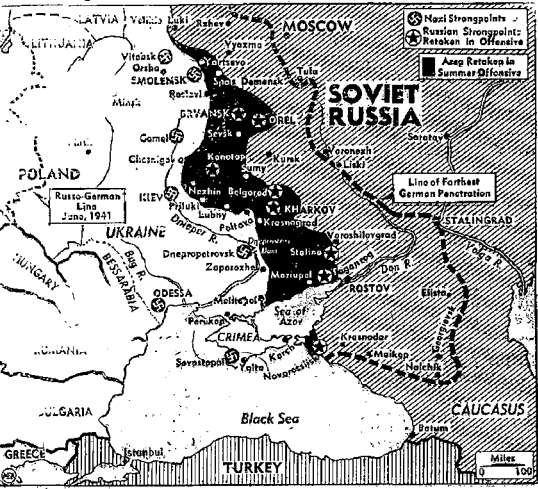 LATVIA
Velikie Luki
Rzhev
MOSCOW
Nazi Strongpoints
Russian Strongpoints
Retaken in Offensive
Area Retaken in
Summer Offensive
LITHUANIA
Vyazma
Vitebsk
Orsha
Yartsevo
SMOLENSK
Spas Demensk
Tula
Roslavl
Minsk
SOVIET
RUSSIA
BRYANSK
OREL
Sevsk
Saratov
Gomel
Voronezh
Liski
Chernigov
Konotop
Kursk
Sumy
POLAND
Line of Farthest
German Penetration
Russo-German
Line
June, 1941
KIEV
Nezhin
Belgorod
Priluki
Lubny
KHARKOV
Poltava
Krasnograd
STALINGRAD
UKRAINE
Dnieper R.
Voroshilovgrad
Volga R.
HUNGARY
BESSARABIA
Bug R.
Dnepropetrovsk
Stalino
Zaporozhe
Mariupol
Taganrog
Don R.
ROSTOV
Elista
ODESSA
Melitopol
Sea of
Azov
Perekop
CRIMEA
Kerch
Krasnodar
Maikop
RUMANIA
Sevastopol
Yalta
Novorossisk
Nalchik
BULGARIA
Black Sea
CAUCASUS
Batum
GREECE
Istanbul
TURKEY
Miles
0 100